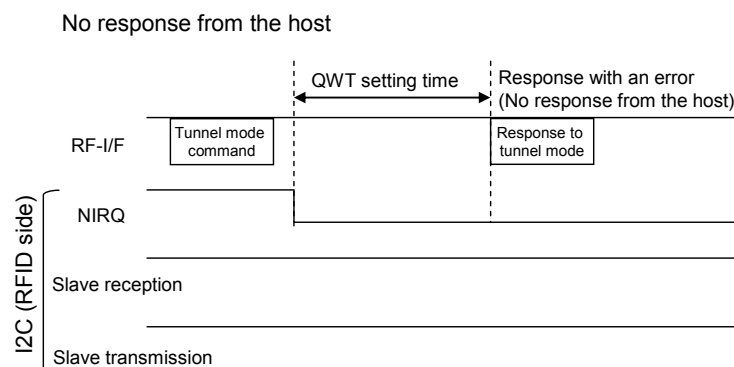 No response from the host
QWT setting time
Response with an error
(No response from the host)
RF-I/F
Tunnel mode
command
Response to
tunnel mode
NIRQ
I2C (RFID side)
Slave reception
Slave transmission